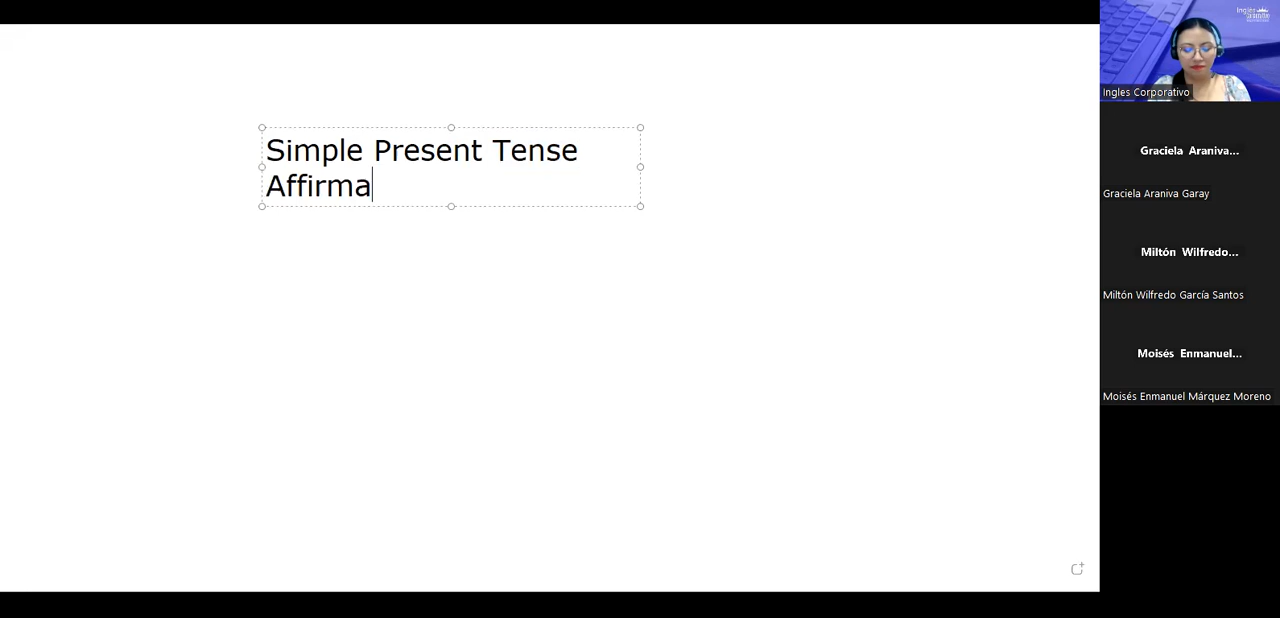 Simple Present Tense
Affirma
Ingles
Ingles Corporativo
Graciela Araniva...
Graciela Araniva Garay
Miltón Wilfredo...
Miltón Wilfredo García Santos
Moisés Enmanuel...
Moisés Enmanuel Márquez Moreno